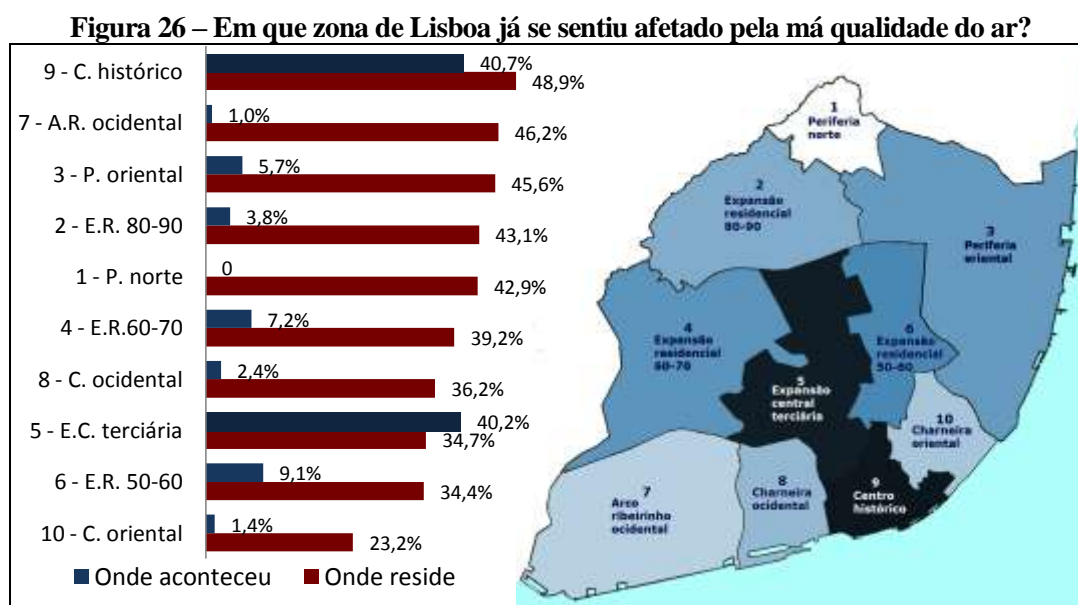 Figura 26 – Em que zona de Lisboa já se sentiu afetado pela má qualidade do ar?
9 - C. histórico
40,7%
48,9%
7 - A.R. ocidental
1,0%
46,2%
3 - P. oriental
5,7%
45,6%
2 - E.R. 80-90
3,8%
43,1%
1 - P. norte
0
42,9%
4 - E.R.60-70
7,2%
39,2%
8 - C. ocidental
2,4%
36,2%
5 - E.C. terciária
40,2%
34,7%
6 - E.R. 50-60
9,1%
34,4%
10 - C. oriental
1,4%
23,2%
Onde aconteceu
Onde reside
1
Periferia
norte
2
Expansão
residencial
80-90
3
Periferia
oriental
4
Expansão
residencial
60-70
6
Expansão
residencial
50-60
5
Expansão
central
terciária
10
Charneira
oriental
7
Arco
ribeirinho
ocidental
8
Charneira
ocidental
9
Centro
histórico